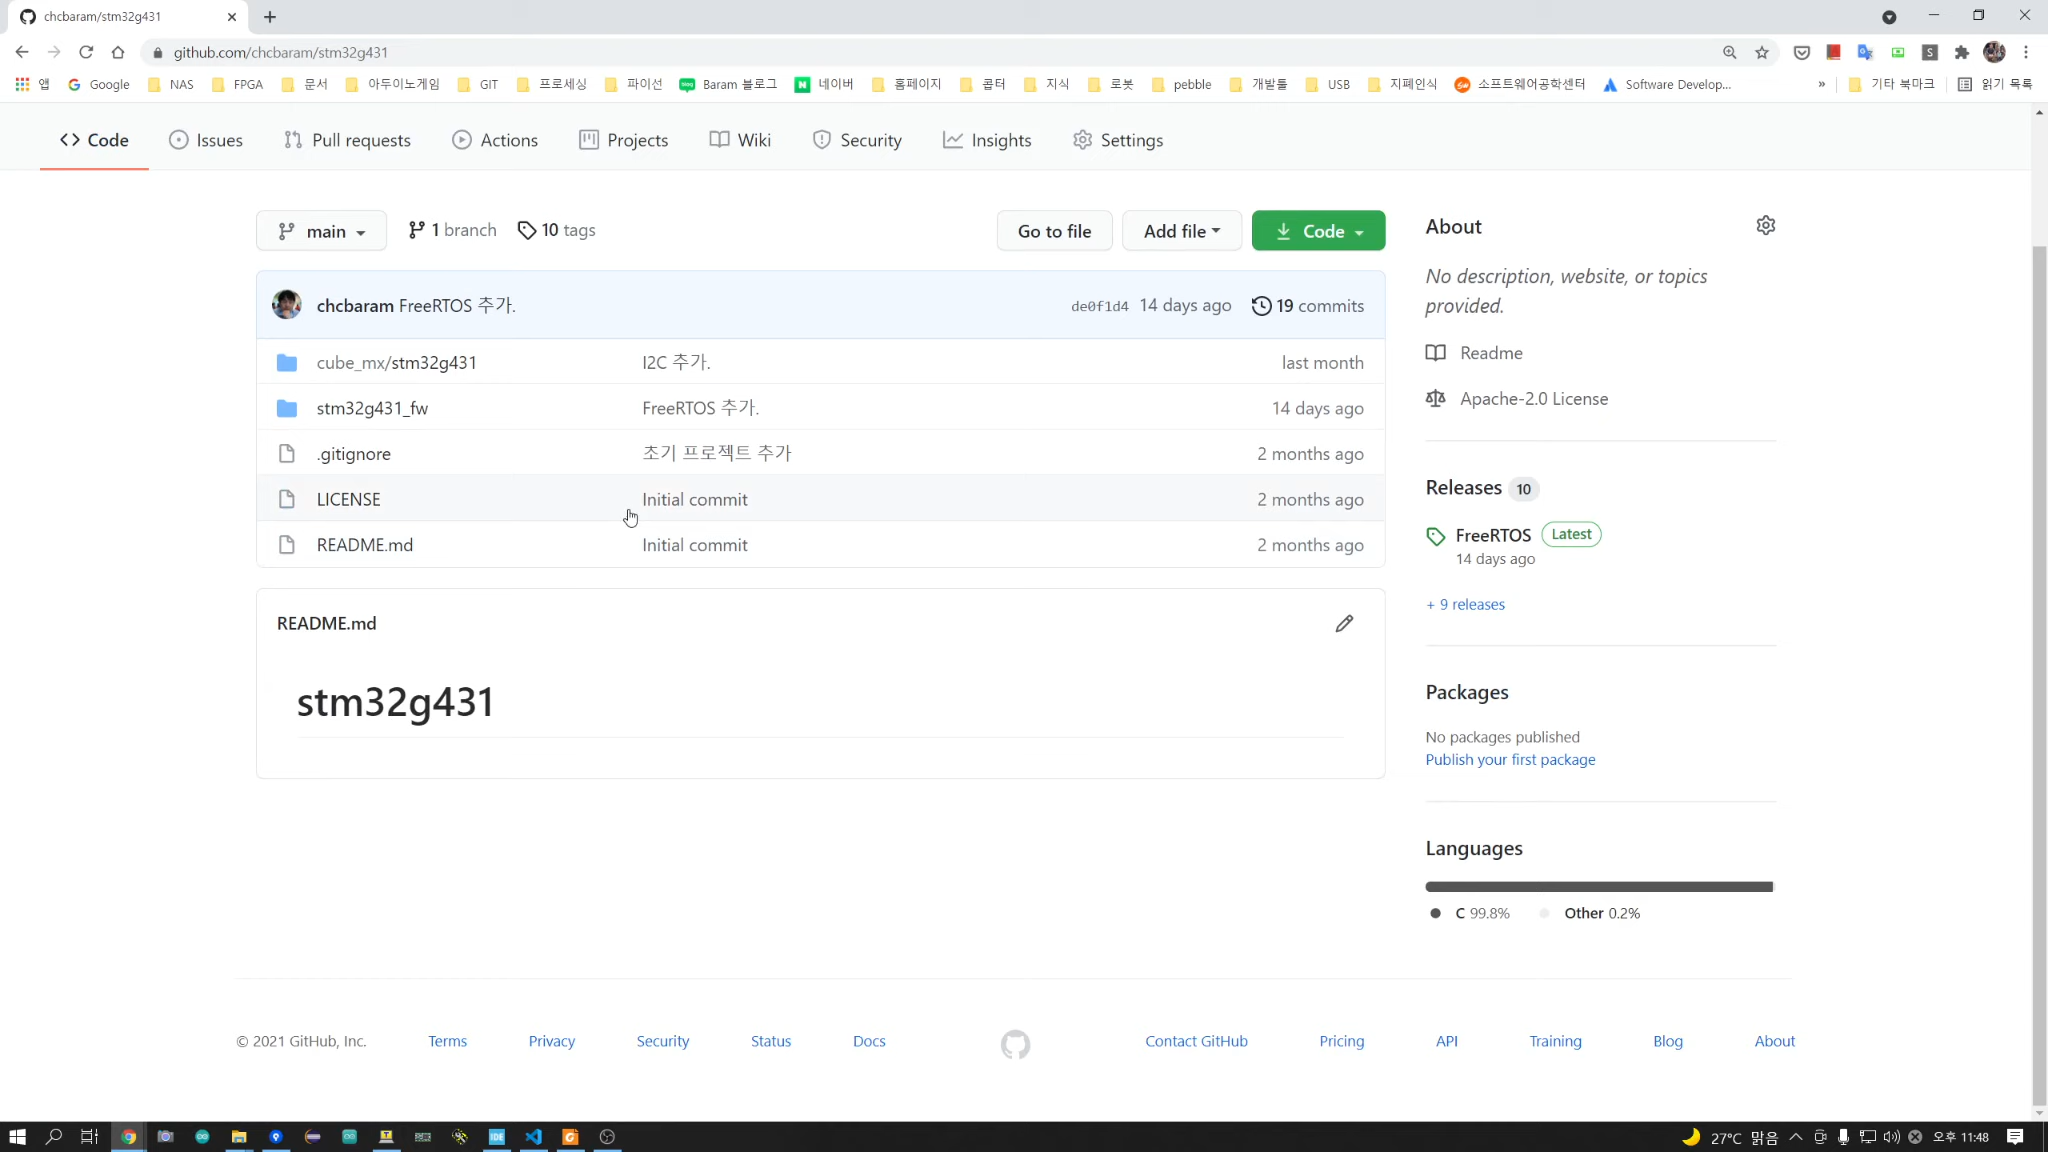 chcbaram/stm32g431
github.com/chcbaram/stm32g431
앱 Google NAS FPGA 문서 아두이노게임 GIT 프로세싱 파이선 Baram 블로그 네이버 홈페이지 콥터 지식 로봇 pebble 개발툴 USB 지폐인식 소프트웨어공학센터 Software Develop... » 기타 북마크 읽기 목록
Code Issues Pull requests Actions Projects Wiki Security Insights Settings
main 1 branch 10 tags Go to file Add file Code
chcbaram FreeRTOS 추가. de0f1d4 14 days ago 19 commits
cube_mx/stm32g431 I2C 추가. last month
stm32g431_fw FreeRTOS 추가. 14 days ago
.gitignore 초기 프로젝트 추가 2 months ago
LICENSE Initial commit 2 months ago
README.md Initial commit 2 months ago
README.md
stm32g431
About
No description, website, or topics
provided.
Readme
Apache-2.0 License
Releases 10
FreeRTOS Latest
14 days ago
+ 9 releases
Packages
No packages published
Publish your first package
Languages
C 99.8% Other 0.2%
© 2021 GitHub, Inc. Terms Privacy Security Status Docs Contact GitHub Pricing API Training Blog About
27°C 맑음 오후 11:48